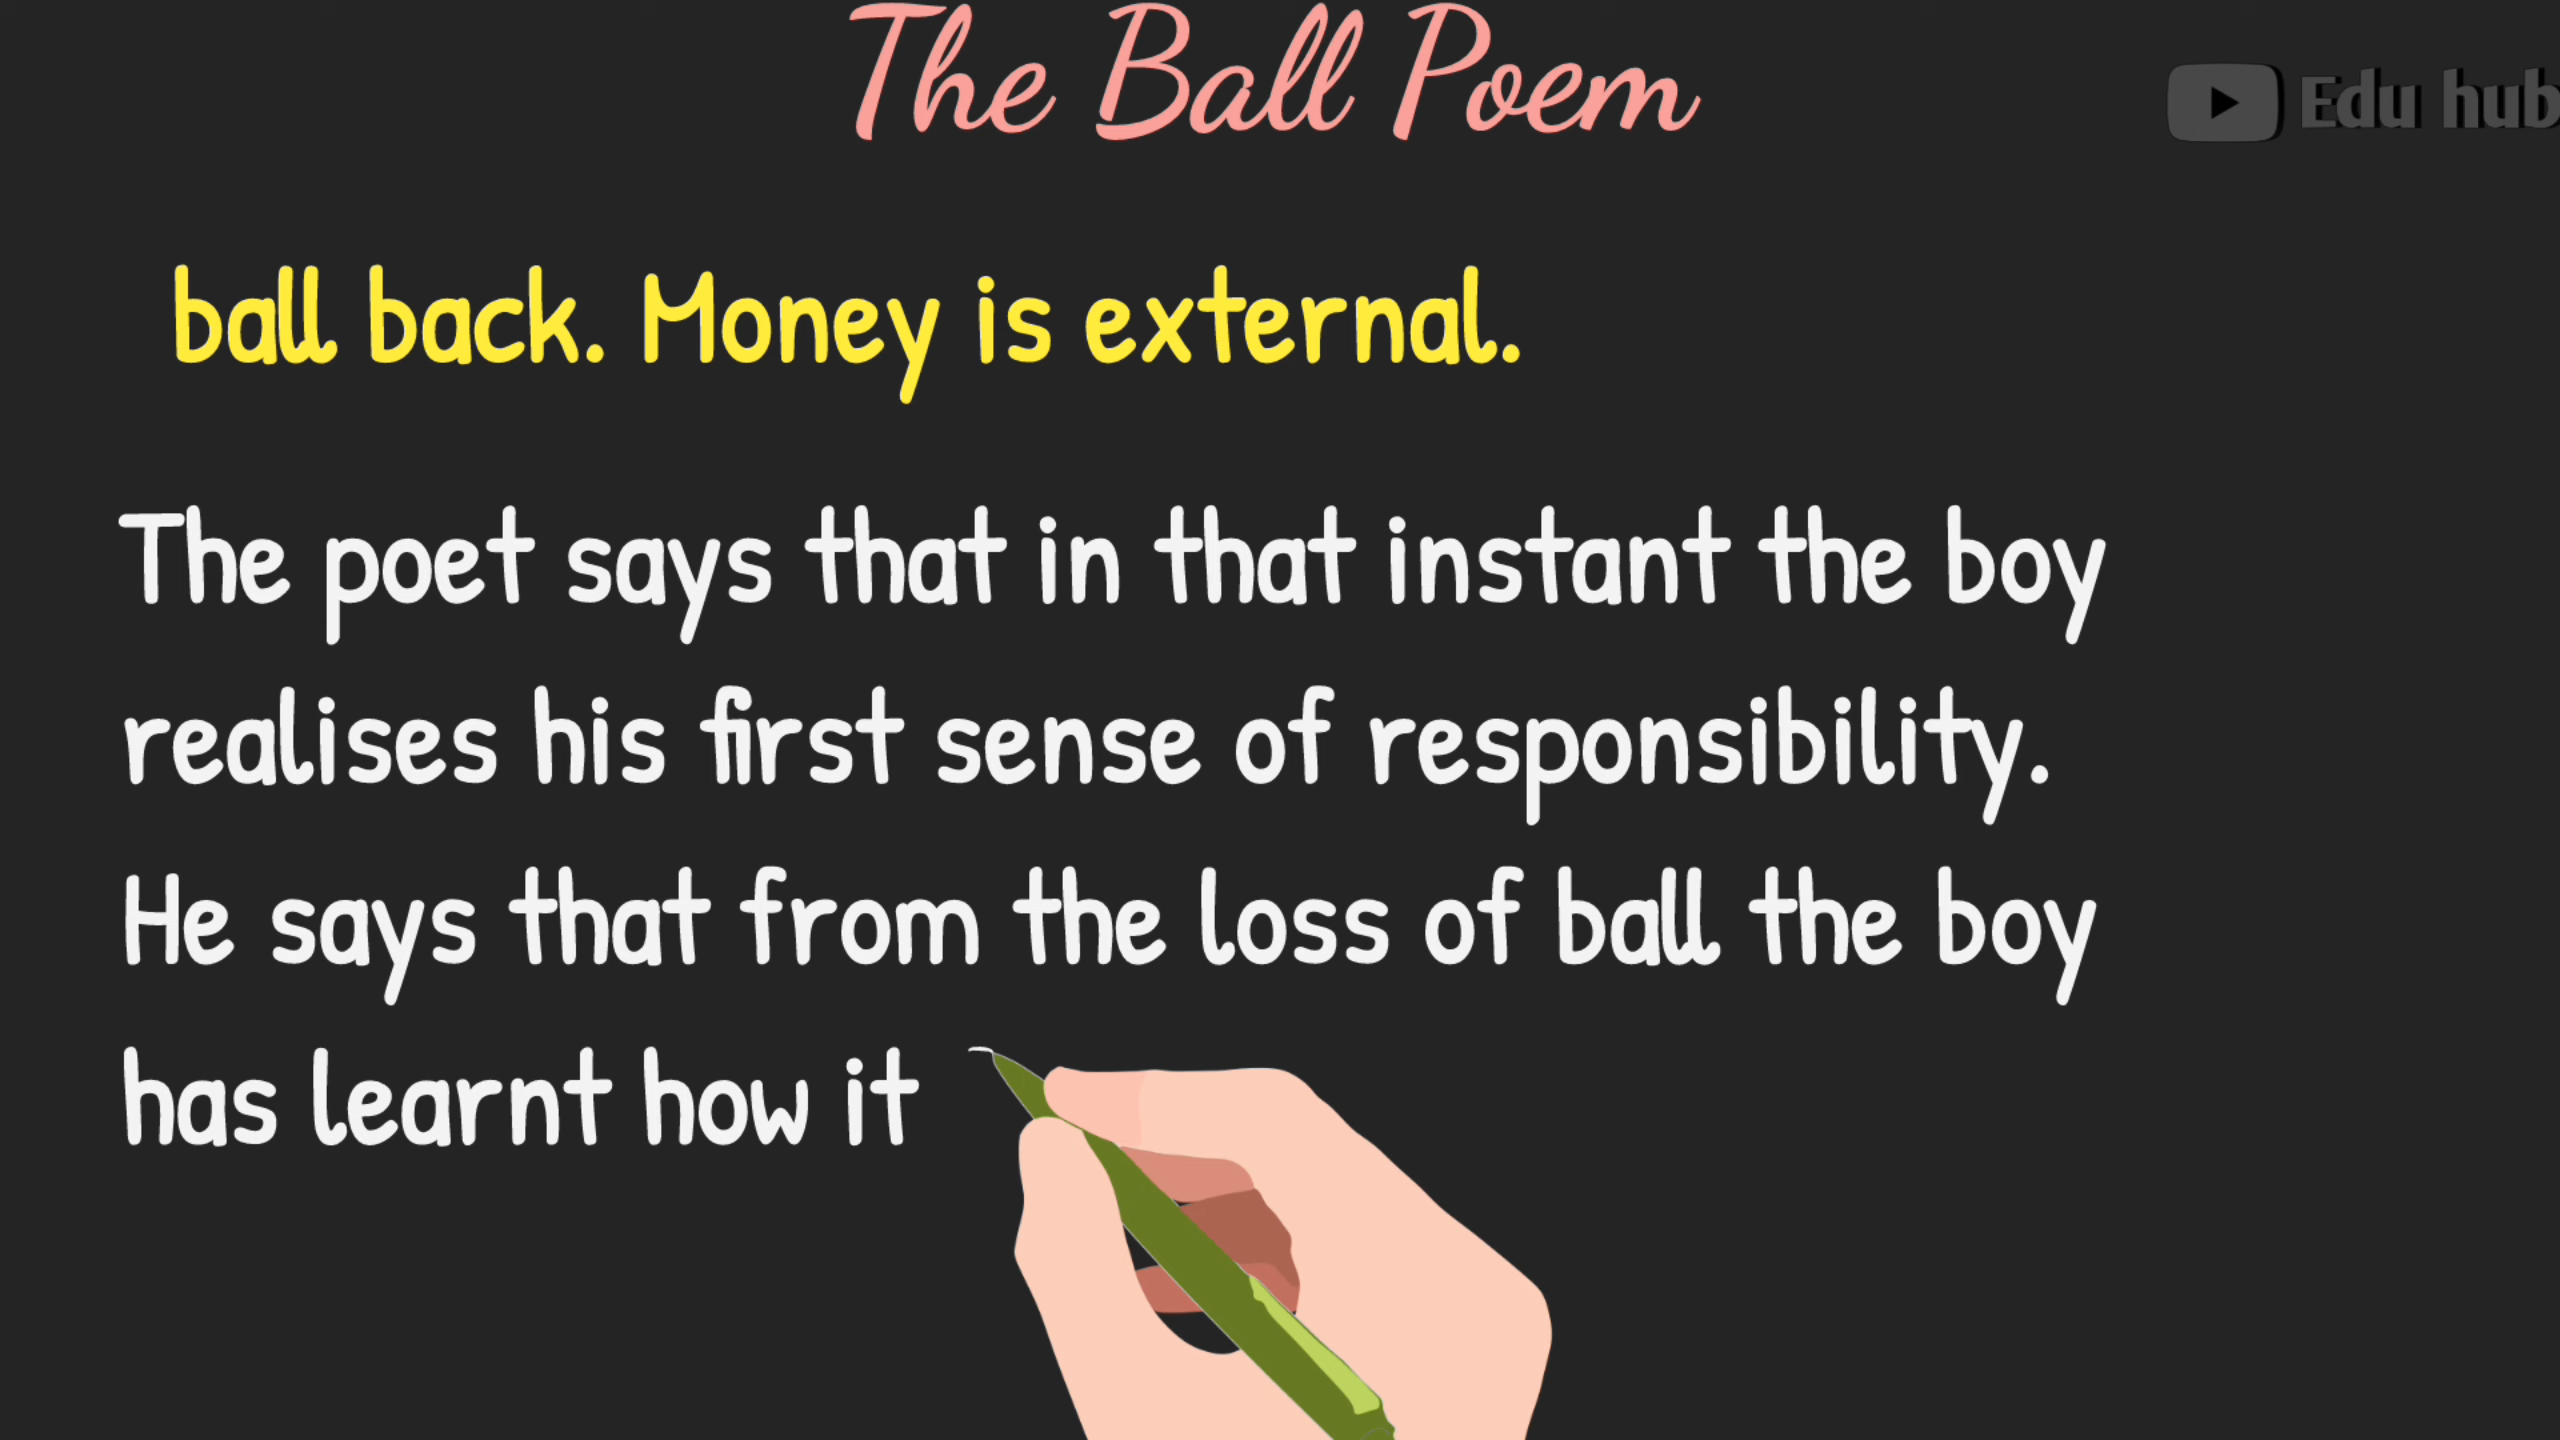 The Ball Poem
Edu hub
ball back. Money is external.
The poet says that in that instant the boy
realises his first sense of responsibility.
He says that from the loss of ball the boy
has learnt how it